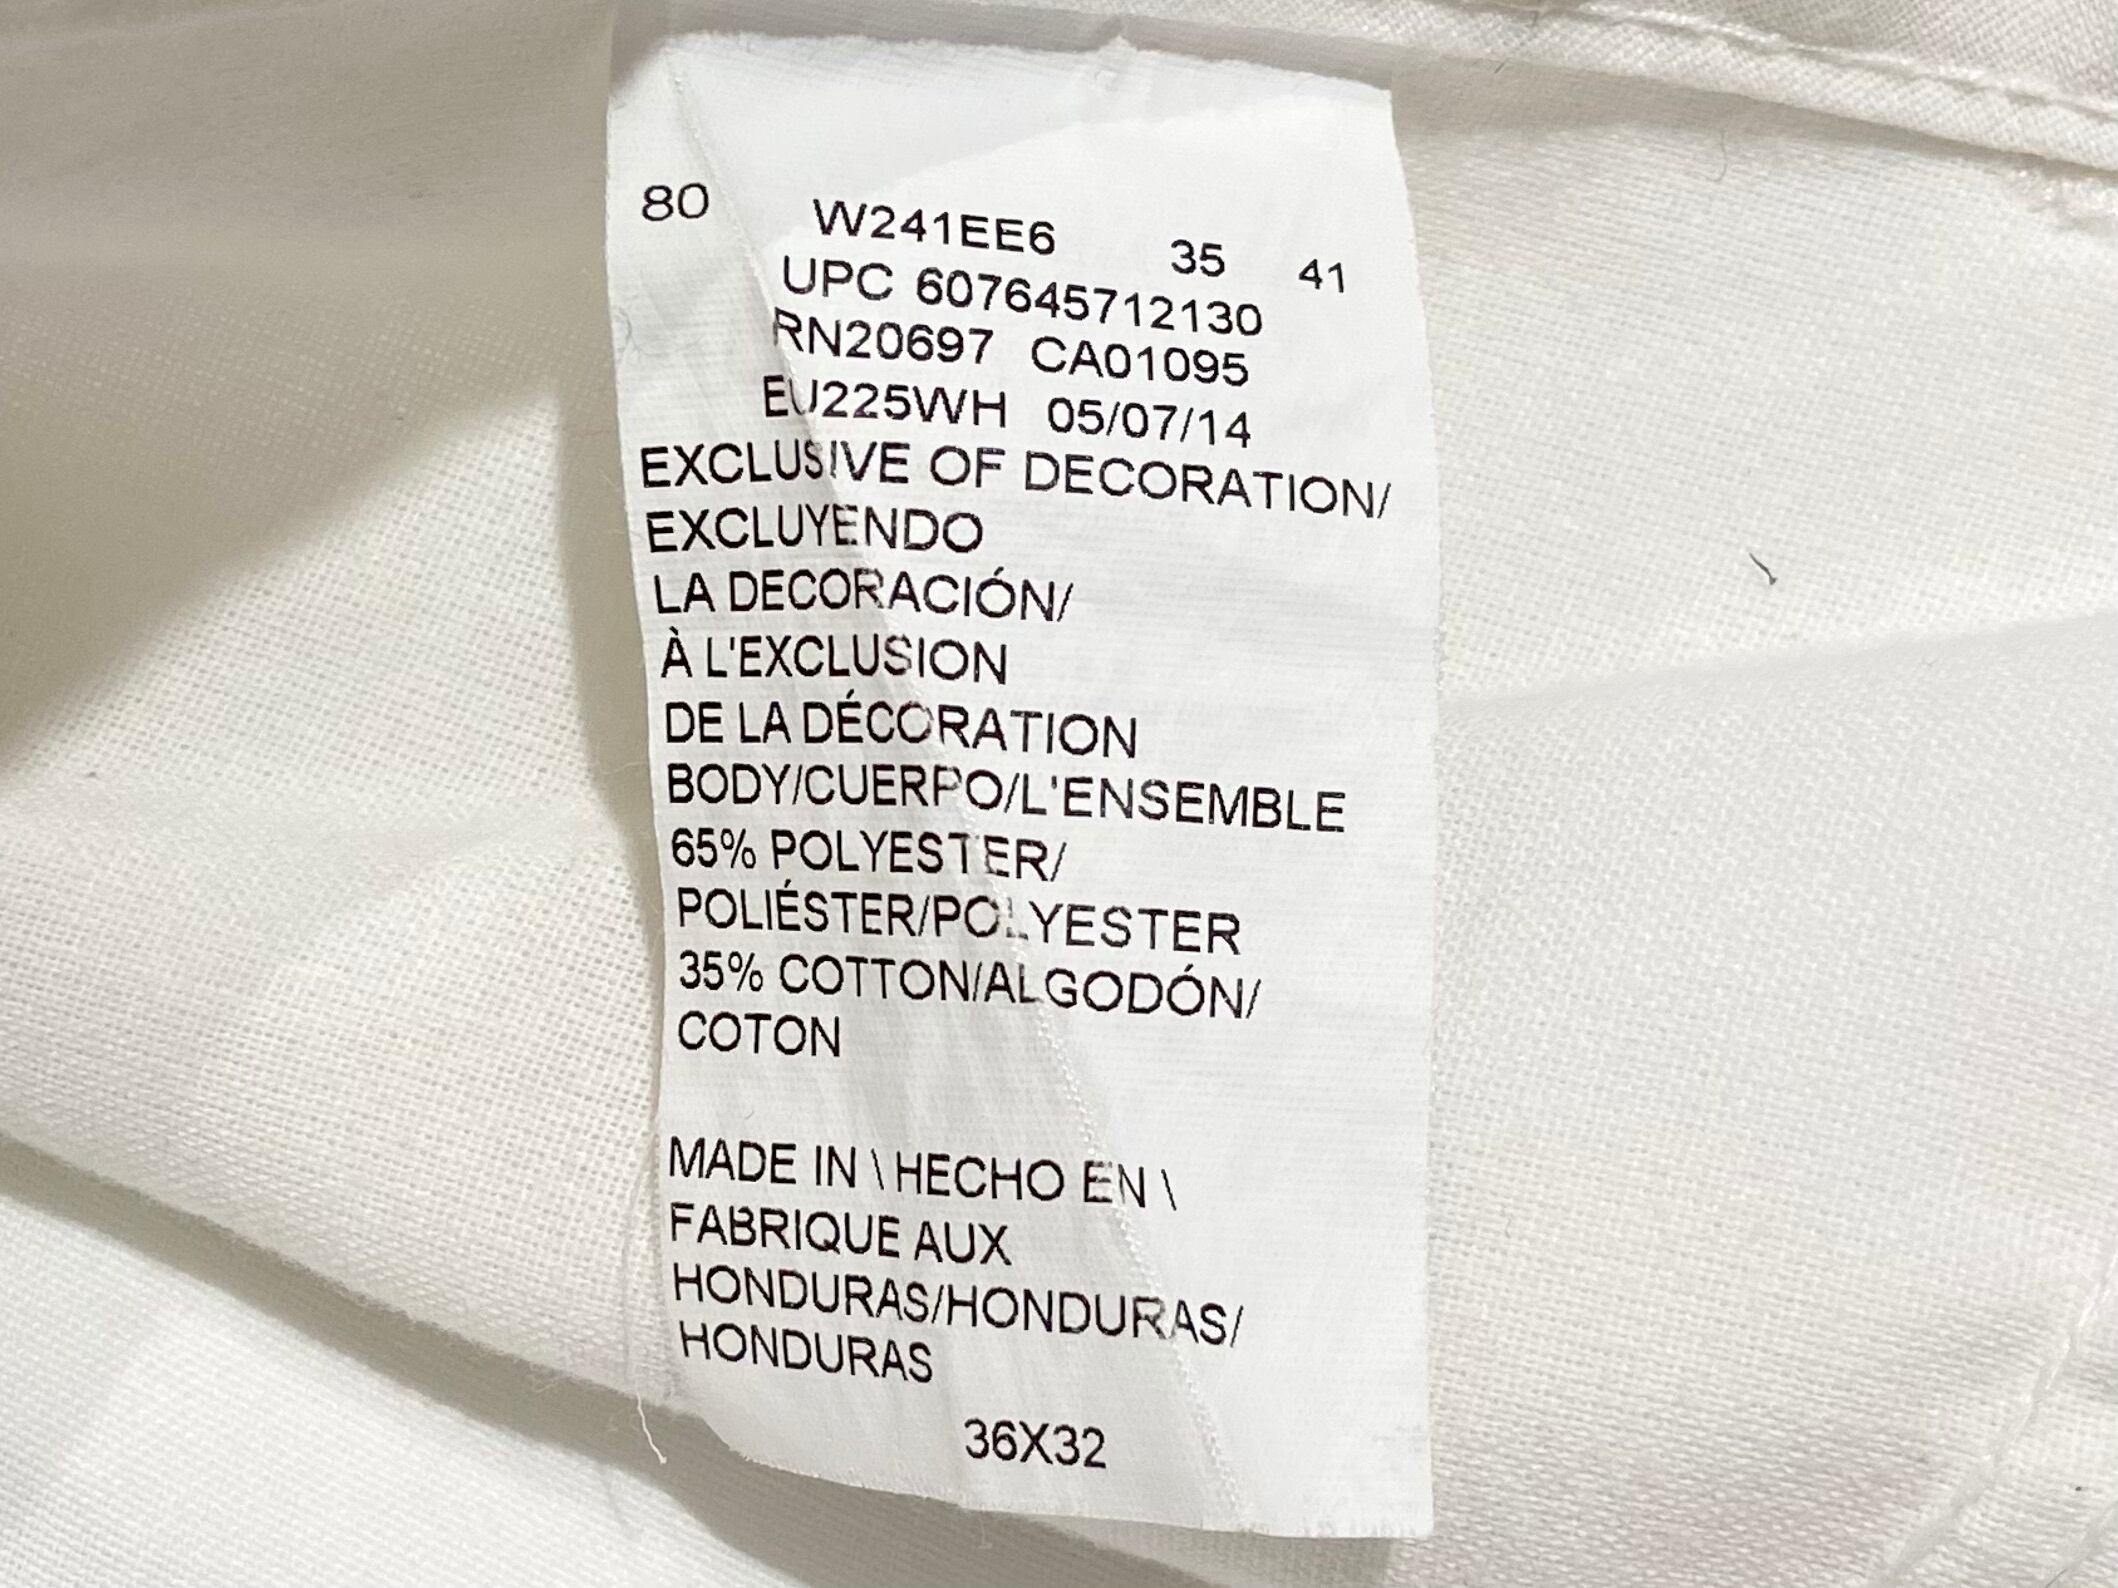 80 W241EE6 35 41
UPC 607645712130
RN20697 CA01095
EU225WH 05/07/14
EXCLUSIVE OF DECORATION/
EXCLUYENDO
LA DECORACIÓN/
À L'EXCLUSION
DE LA DÉCORATION
BODY/CUERPO/L'ENSEMBLE
65% POLYESTER/
POLIÉSTER/POLYESTER
35% COTTON/ALGODÓN/
COTON
MADE IN \ HECHO EN \
FABRIQUE AUX
HONDURAS/HONDURAS/
HONDURAS
36X32